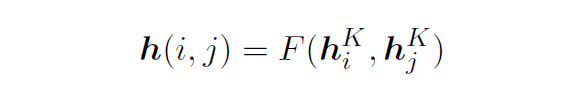 h(i, j) = F(h_i^K, h_j^K)